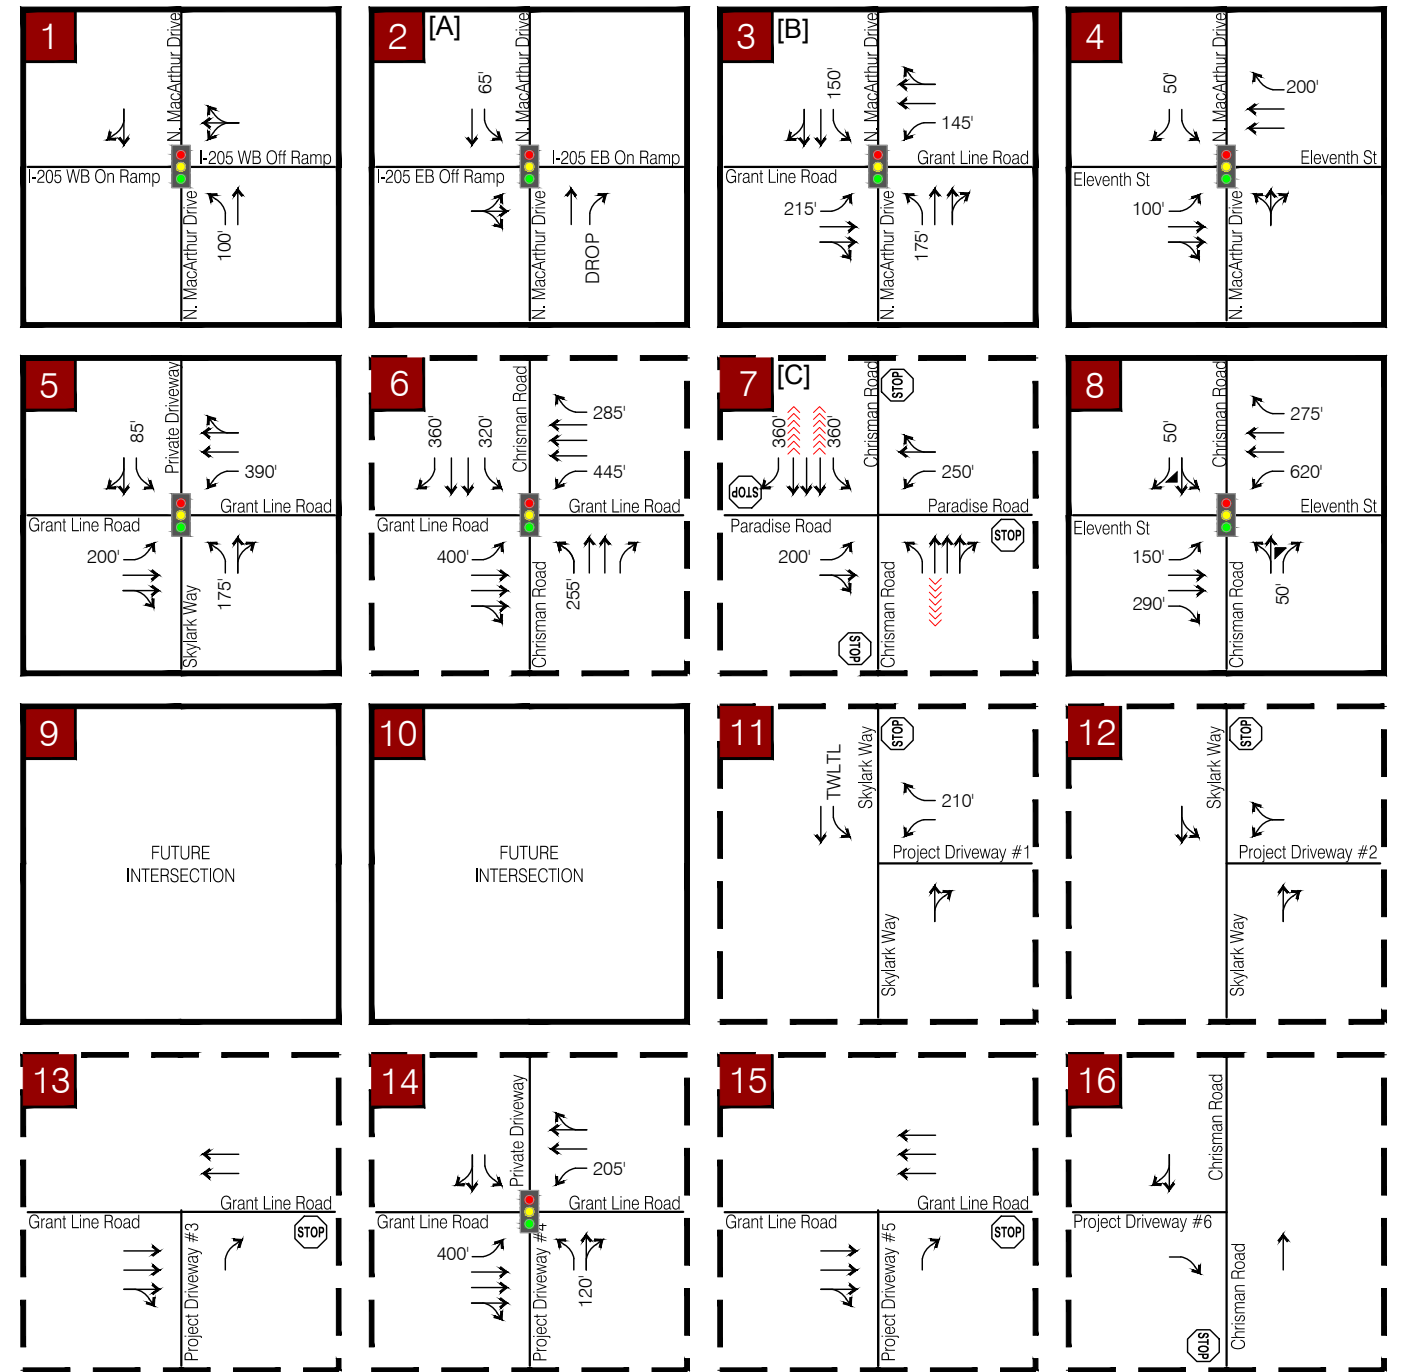 1
N. MacArthur Drive
I-205 WB Off Ramp
I-205 WB On Ramp
100'
N. MacArthur Drive
2
[A]
65'
N. MacArthur Drive
I-205 EB On Ramp
I-205 EB Off Ramp
DROP
N. MacArthur Drive
3
[B]
150'
N. MacArthur Drive
145'
Grant Line Road
Grant Line Road
215'
175'
N. MacArthur Drive
4
50'
N. MacArthur Drive
200'
Eleventh St
Eleventh St
100'
N. MacArthur Drive
5
85'
Private Driveway
390'
Grant Line Road
Grant Line Road
200'
175'
Skylark Way
6
360'
320'
Chrisman Road
285'
445'
Grant Line Road
Grant Line Road
400'
255'
Chrisman Road
7
[C]
360'
360'
Chrisman Road
STOP
250'
STOP
Paradise Road
Paradise Road
STOP
200'
Chrisman Road
STOP
8
50'
Chrisman Road
275'
620'
Eleventh St
Eleventh St
150'
290'
50'
Chrisman Road
9
FUTURE
INTERSECTION
10
FUTURE
INTERSECTION
11
TWLTL
Skylark Way
STOP
210'
Project Driveway #1
Skylark Way
12
Skylark Way
STOP
Project Driveway #2
Skylark Way
13
Grant Line Road
Grant Line Road
STOP
Project Driveway #3
14
Private Driveway
205'
Grant Line Road
Grant Line Road
400'
120'
Project Driveway #4
15
Grant Line Road
Grant Line Road
STOP
Project Driveway #5
16
Chrisman Road
Project Driveway #6
Chrisman Road
STOP